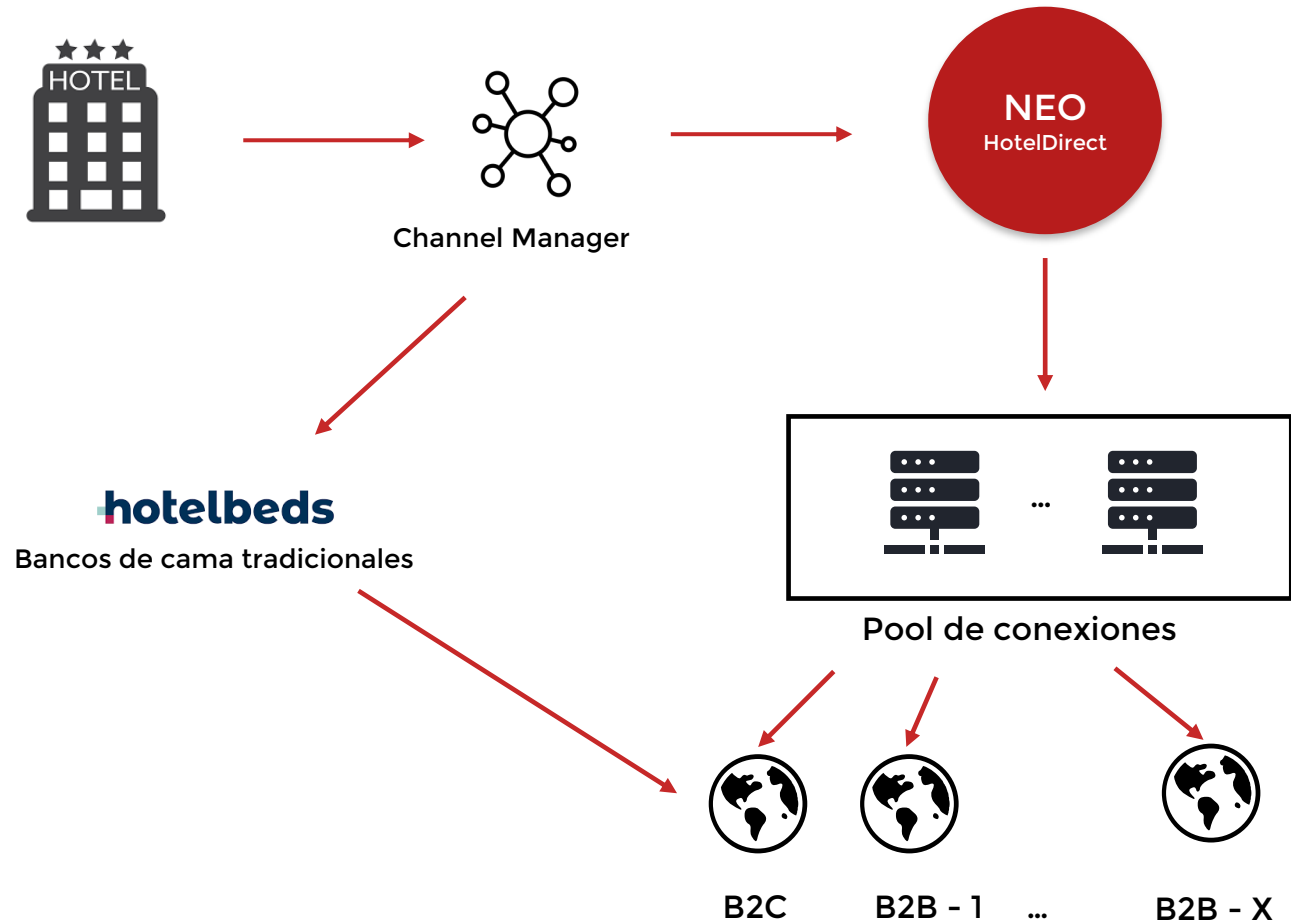 HOTEL
NEO
HotelDirect
Channel Manager
hotelbeds
Bancos de cama tradicionales
...
Pool de conexiones
B2C
B2B - 1
...
B2B - X